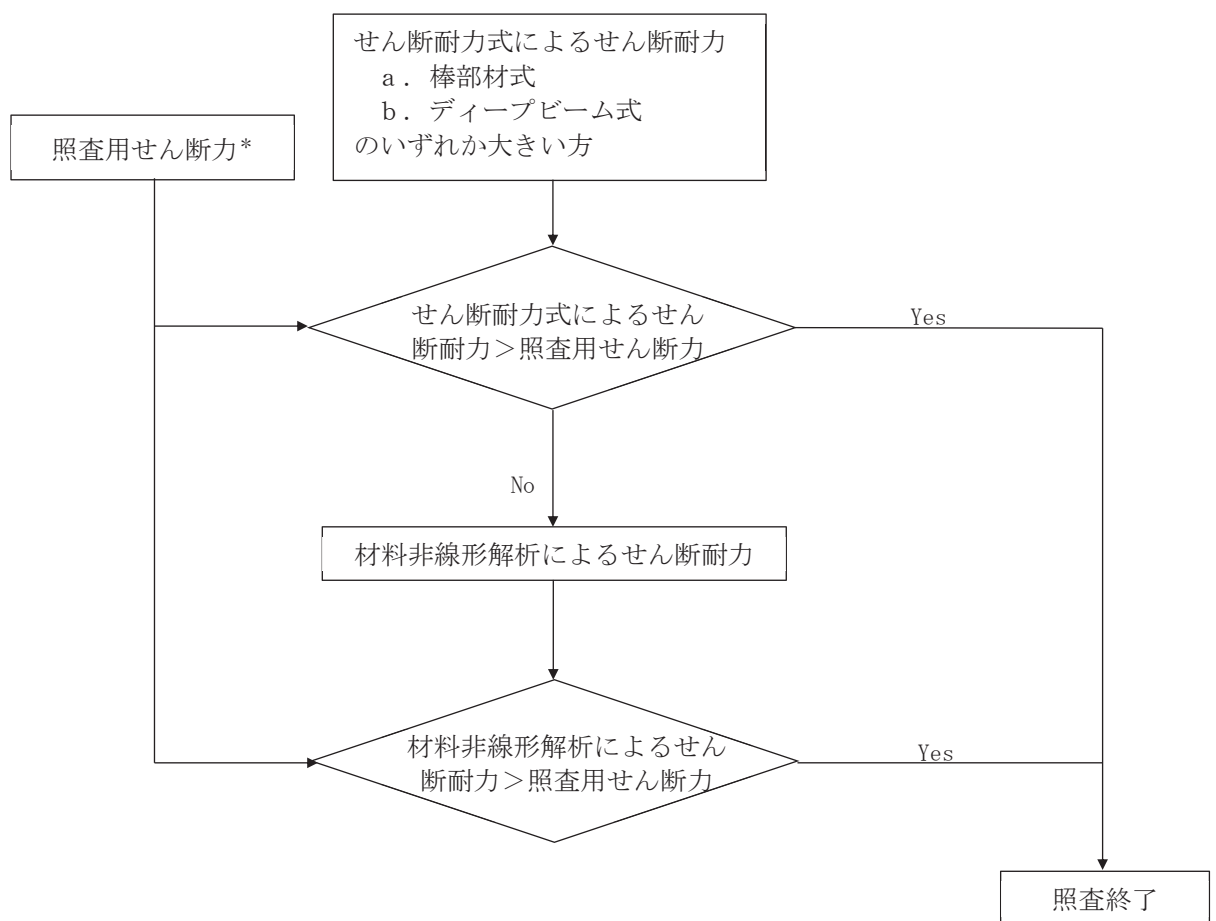 せん断耐力式によるせん断耐力
a．棒部材式
b．ディープビーム式
のいずれか大きい方
照査用せん断力*
せん断耐力式によるせん
断耐力＞照査用せん断力
Yes
No
材料非線形解析によるせん断耐力
材料非線形解析によるせん
断耐力＞照査用せん断力
Yes
照査終了